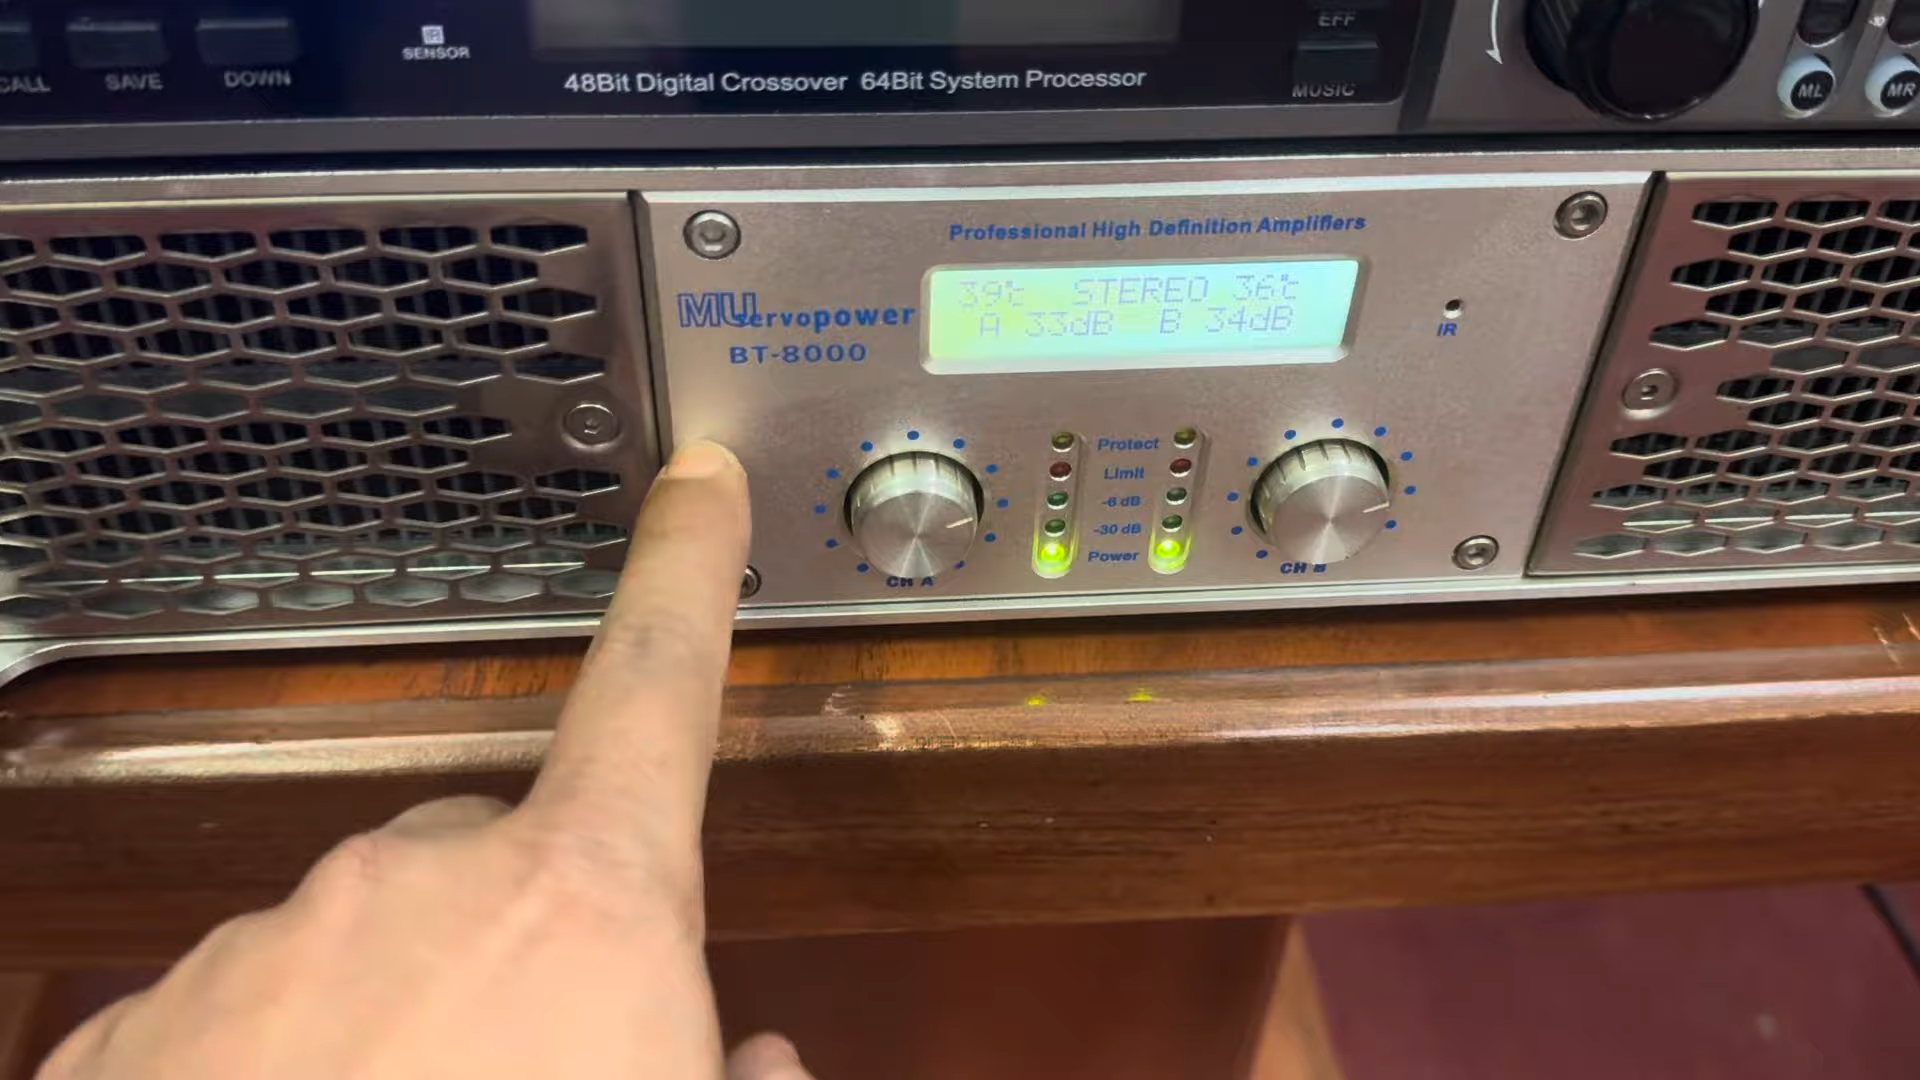 CALL SAVE DOWN
SENSOR
48Bit Digital Crossover 64Bit System Processor
EFF
MUSIC
ML MR
Professional High Definition Amplifiers
MU servopower
BT-8000
39℃ STEREO 36℃
A 33dB B 34dB
IR
Protect
Limit
-6 dB
-30 dB
Power
CH A
CH B